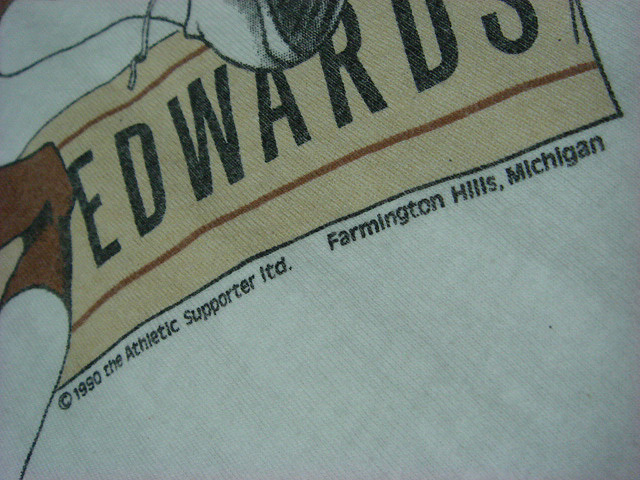 EDWARDS
© 1990 the Athletic Supporter ltd. Farmington Hills, Michigan